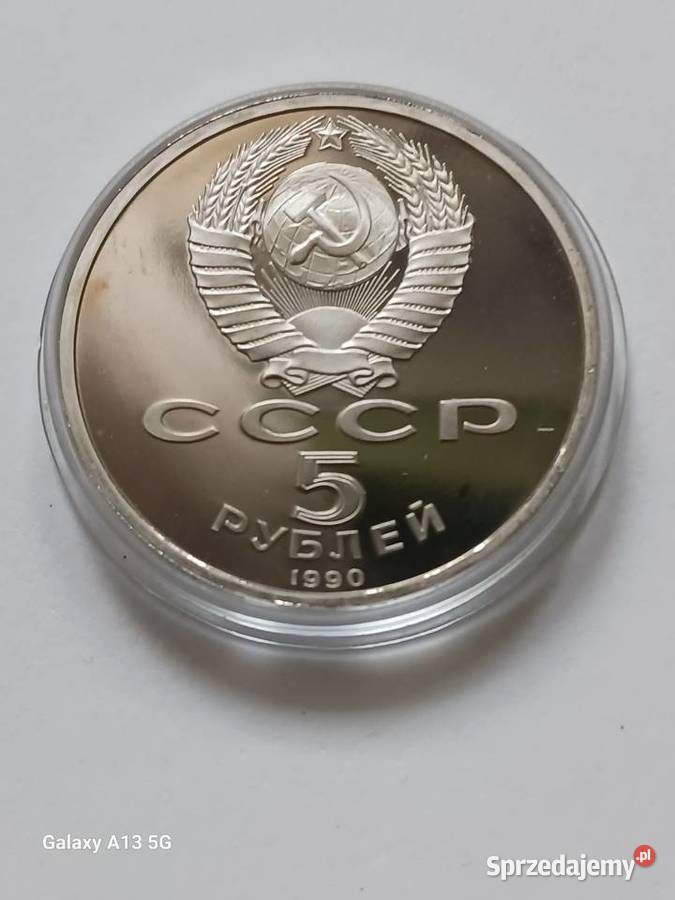 СССР
5
РУБЛЕЙ
1990
Galaxy A13 5G
Sprzedajemy.pl